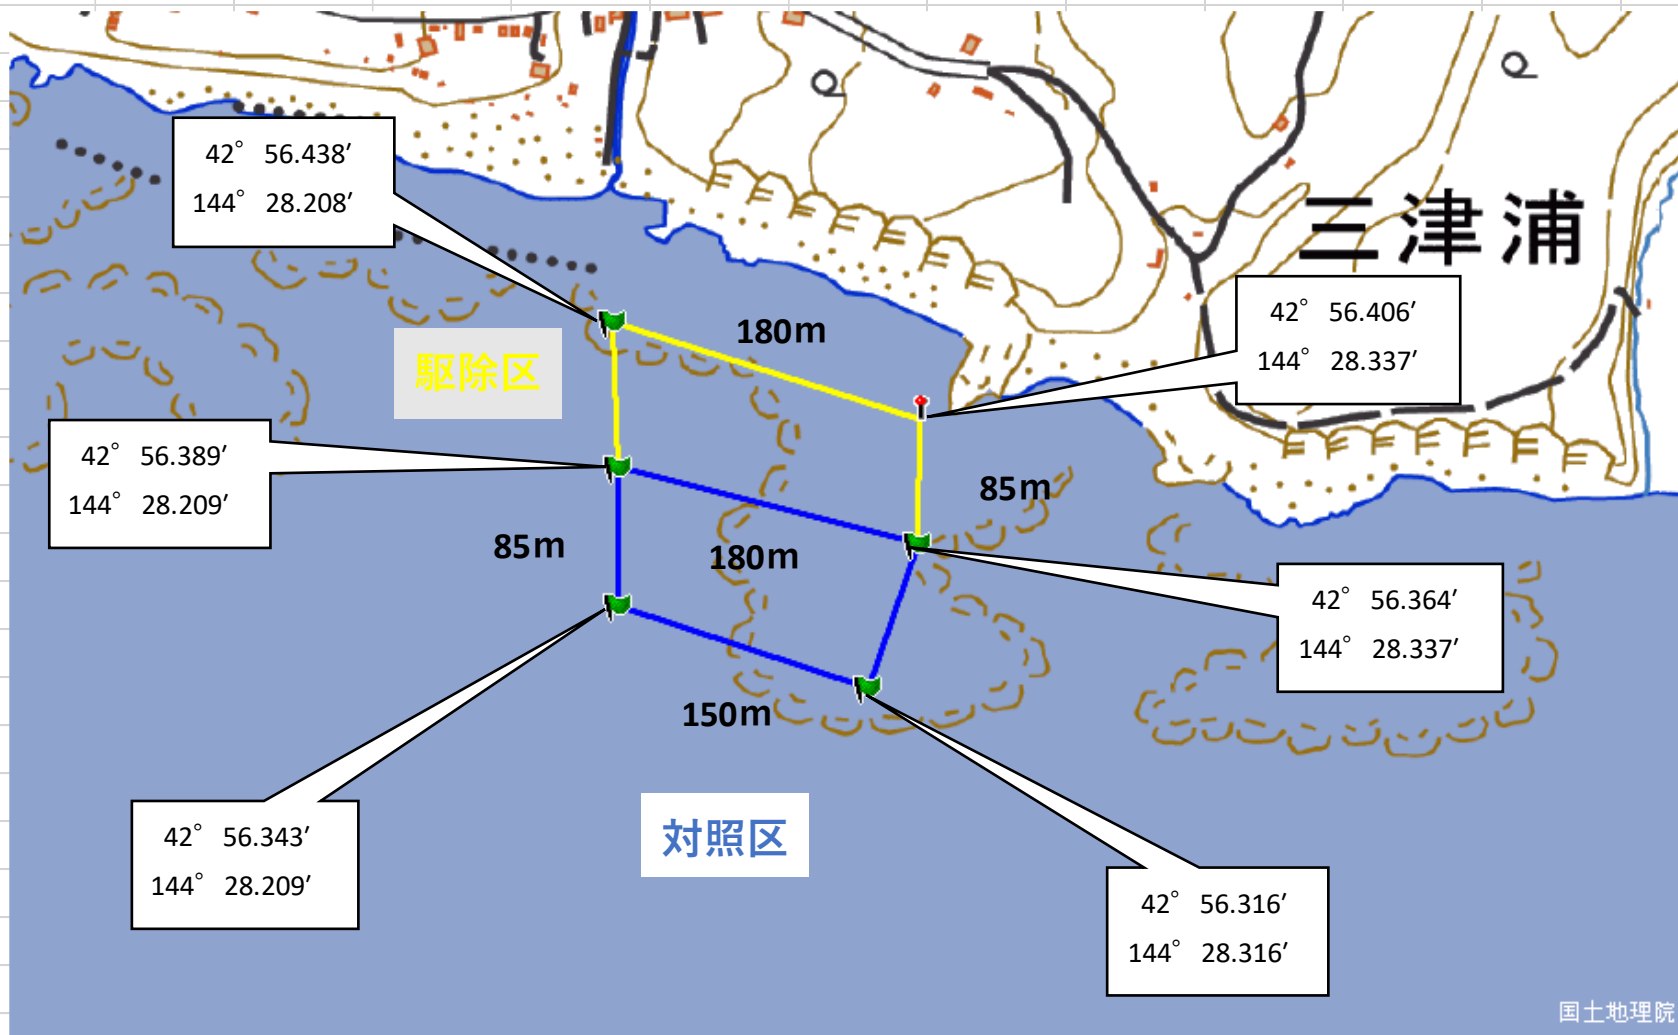 42° 56.438′
144° 28.208′
三津浦
42° 56.406′
144° 28.337′
180m
駆除区
42° 56.389′
144° 28.209′
85m
85m
180m
42° 56.364′
144° 28.337′
150m
42° 56.343′
144° 28.209′
対照区
42° 56.316′
144° 28.316′
国土地理院